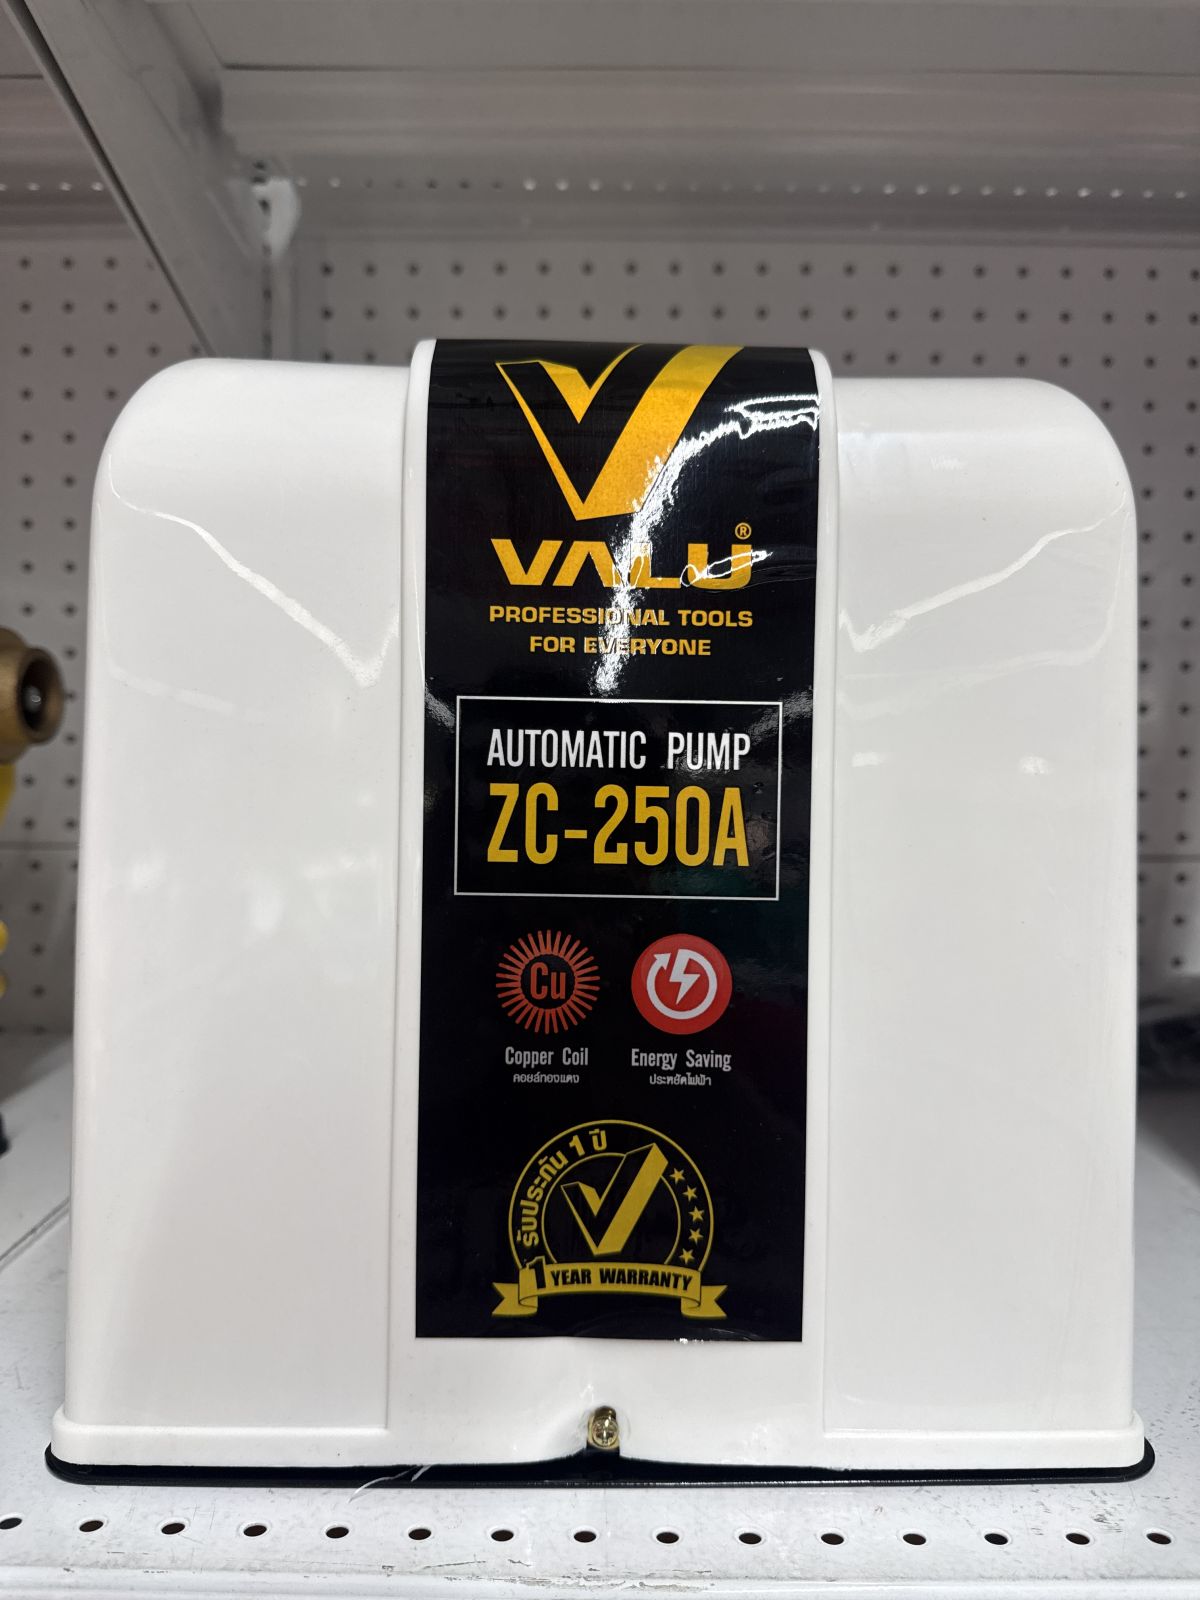 VALU®
PROFESSIONAL TOOLS
FOR EVERYONE
AUTOMATIC PUMP
ZC-250A
Cu
Copper Coil
คอยล์ทองแดง
Energy Saving
ประหยัดไฟฟ้า
รับประกัน 1 ปี
1 YEAR WARRANTY